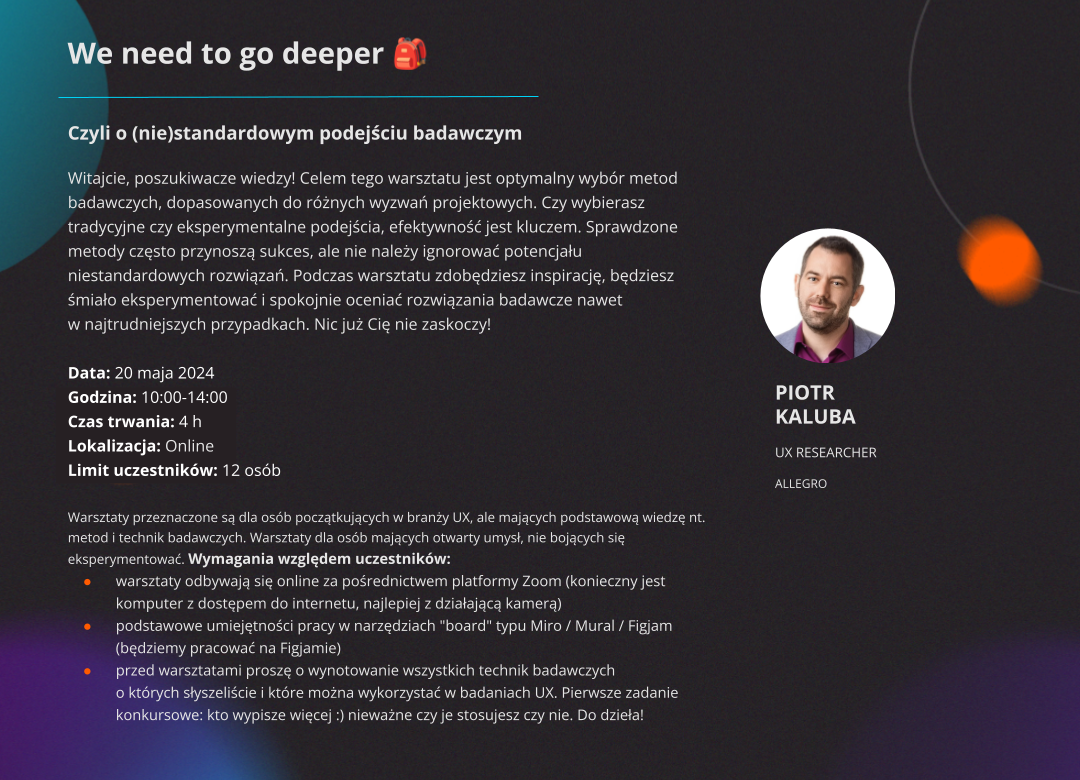 We need to go deeper 🎒
Czyli o (nie)standardowym podejściu badawczym
Witajcie, poszukiwacze wiedzy! Celem tego warsztatu jest optymalny wybór metod
badawczych, dopasowanych do różnych wyzwań projektowych. Czy wybierasz
tradycyjne czy eksperymentalne podejścia, efektywność jest kluczem. Sprawdzone
metody często przynoszą sukces, ale nie należy ignorować potencjału
niestandardowych rozwiązań. Podczas warsztatu zdobędziesz inspirację, będziesz
śmiało eksperymentować i spokojnie oceniać rozwiązania badawcze nawet
w najtrudniejszych przypadkach. Nic już Cię nie zaskoczy!
Data: 20 maja 2024
Godzina: 10:00-14:00
Czas trwania: 4 h
Lokalizacja: Online
Limit uczestników: 12 osób
Warsztaty przeznaczone są dla osób początkujących w branży UX, ale mających podstawową wiedzę nt.
metod i technik badawczych. Warsztaty dla osób mających otwarty umysł, nie bojących się
eksperymentować. Wymagania względem uczestników:
● warsztaty odbywają się online za pośrednictwem platformy Zoom (konieczny jest
komputer z dostępem do internetu, najlepiej z działającą kamerą)
● podstawowe umiejętności pracy w narzędziach "board" typu Miro / Mural / Figjam
(będziemy pracować na Figjamie)
● przed warsztatami proszę o wynotowanie wszystkich technik badawczych
o których słyszeliście i które można wykorzystać w badaniach UX. Pierwsze zadanie
konkursowe: kto wypisze więcej :) nieważne czy je stosujesz czy nie. Do dzieła!
PIOTR
KALUBA
UX RESEARCHER
ALLEGRO